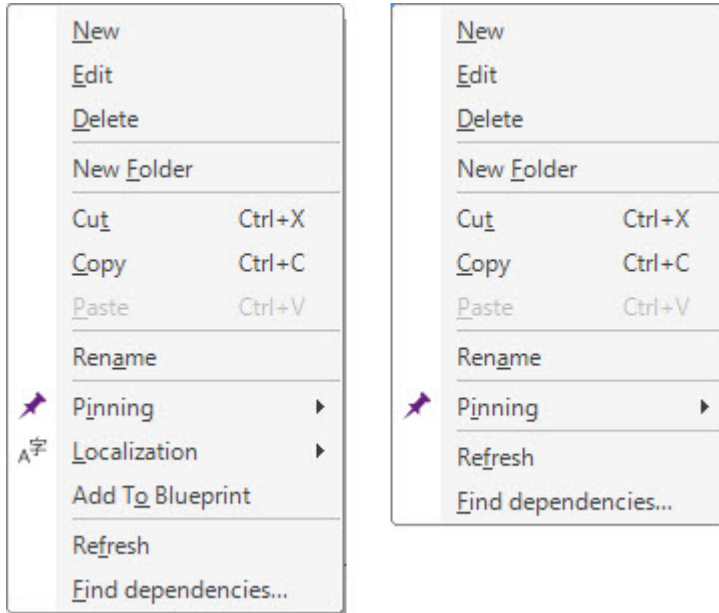 New
Edit
Delete
New Folder
Cut Ctrl+X
Copy Ctrl+C
Paste Ctrl+V
Rename
Pinning
A字 Localization
Add To Blueprint
Refresh
Find dependencies...
New
Edit
Delete
New Folder
Cut Ctrl+X
Copy Ctrl+C
Paste Ctrl+V
Rename
Pinning
Refresh
Find dependencies...